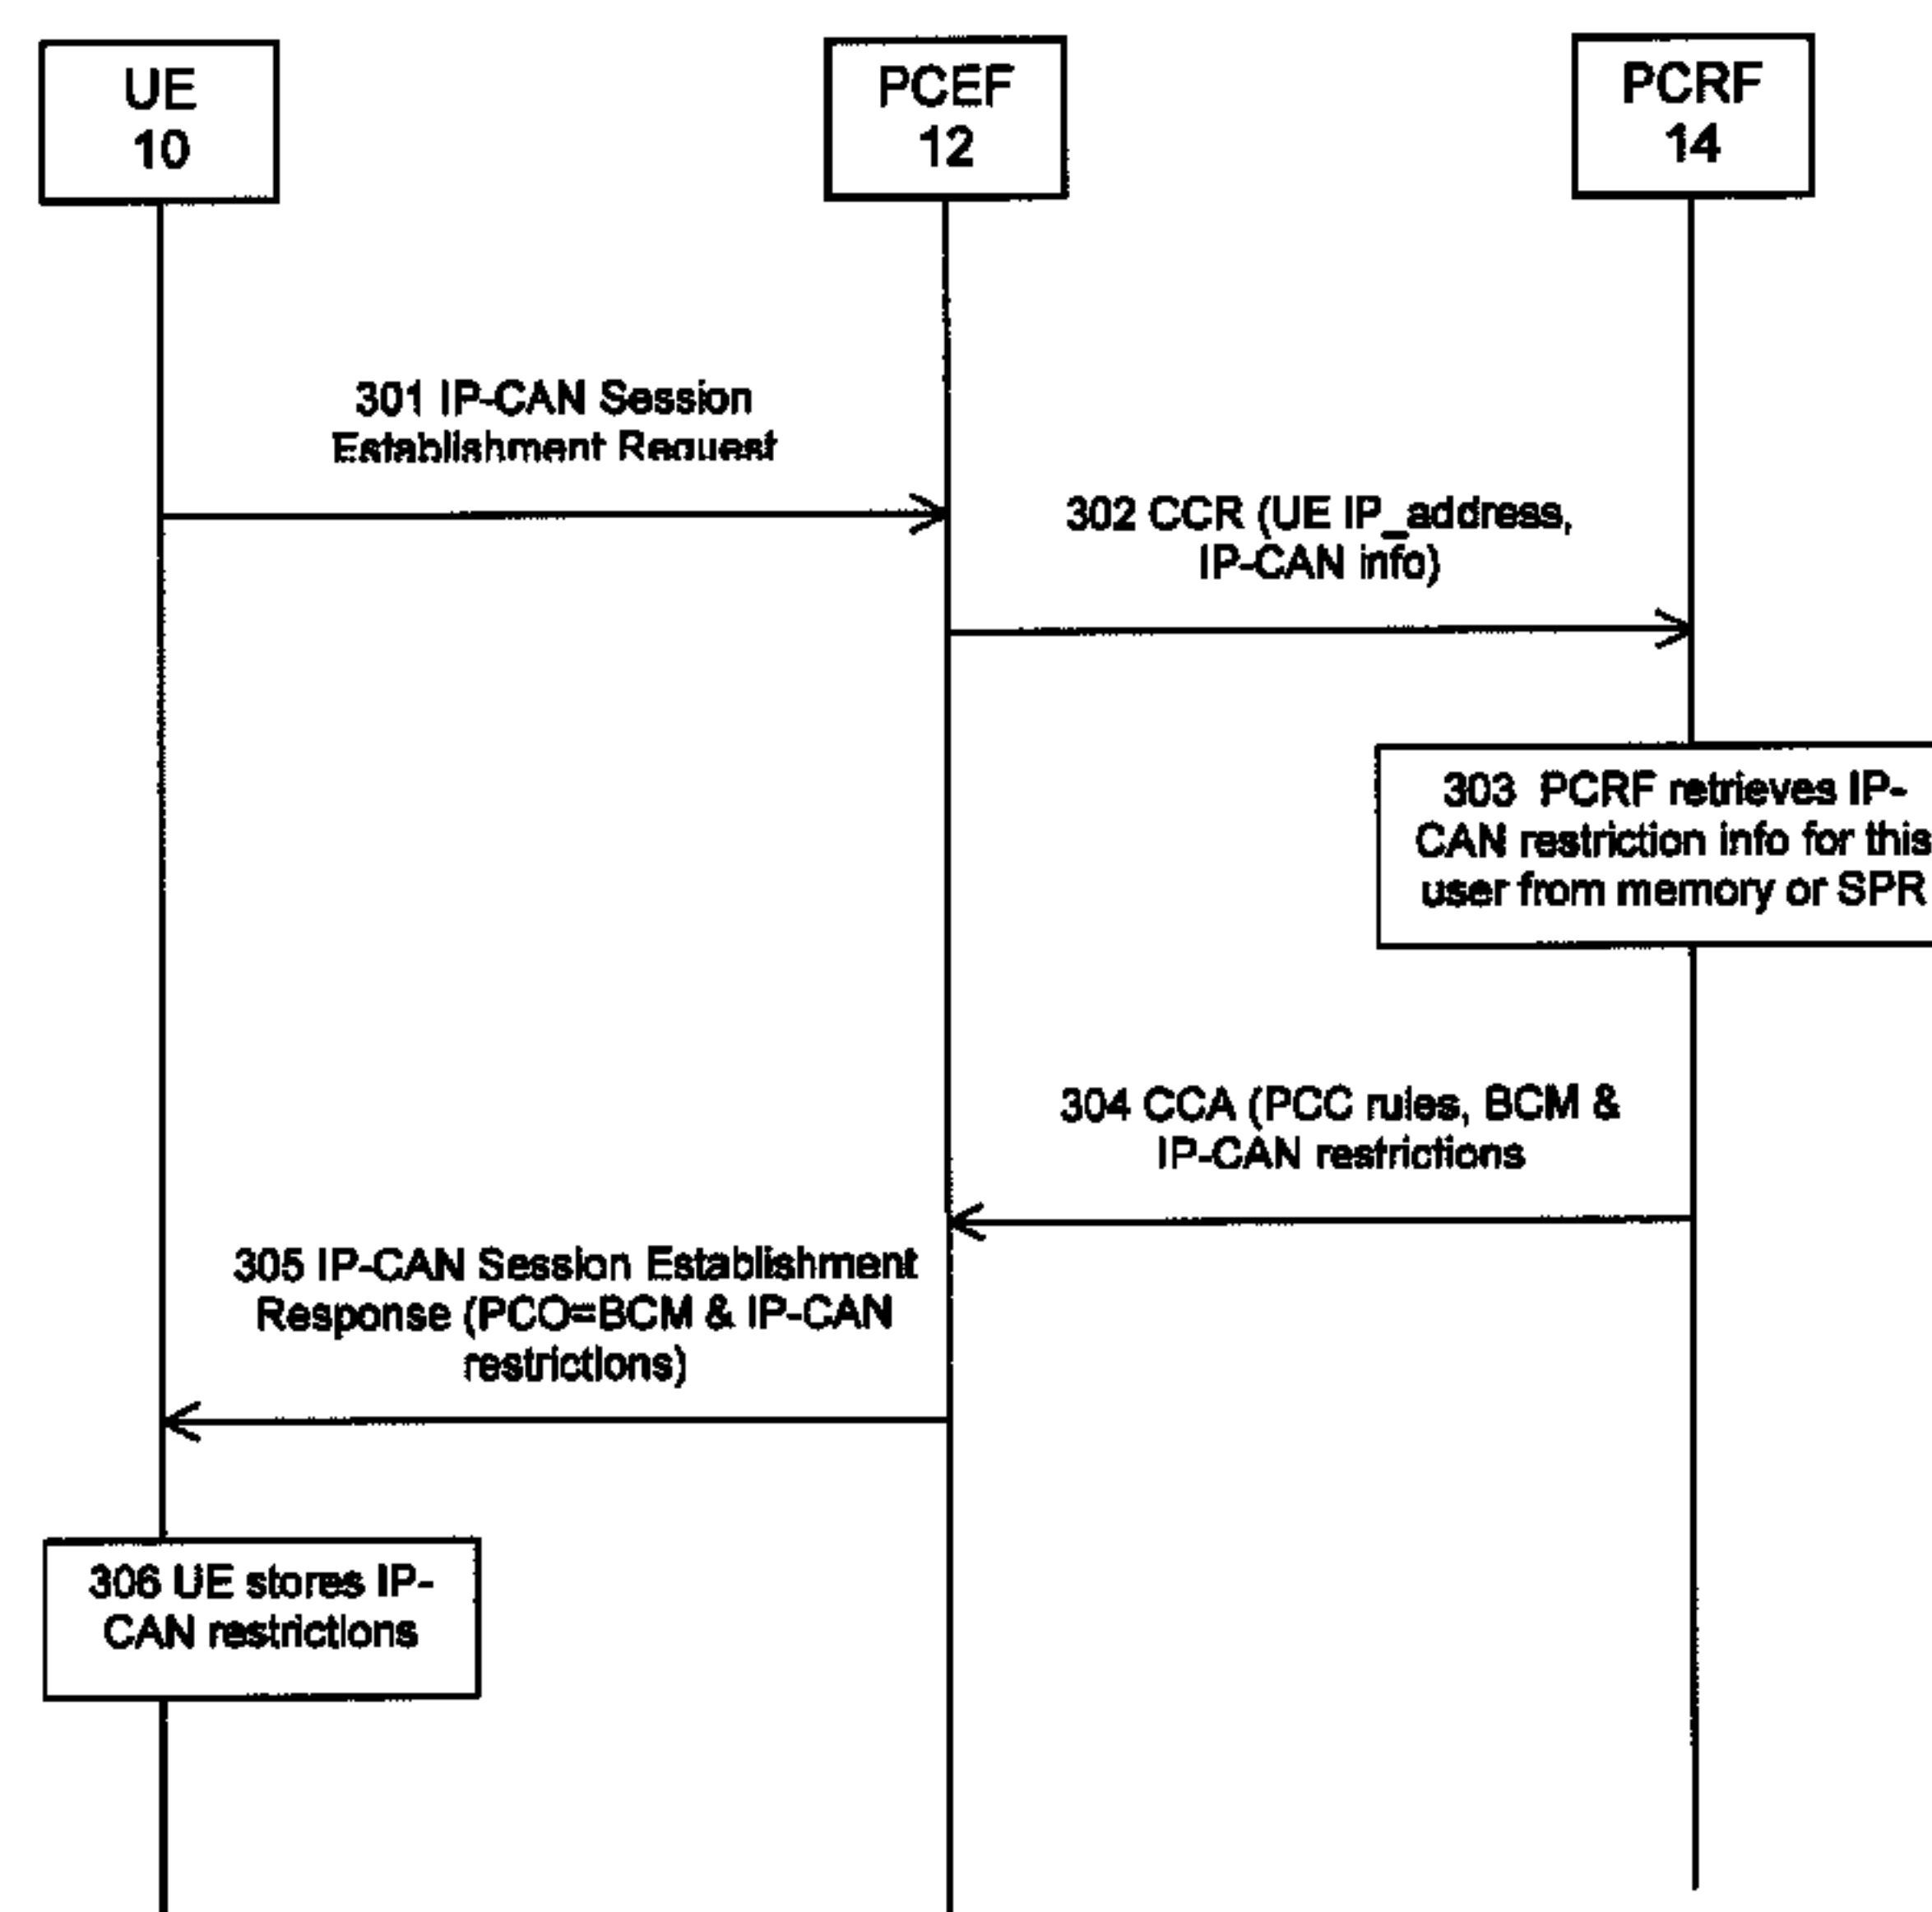 UE
10
PCEF
12
PCRF
14
301 IP-CAN Session
Establishment Request
302 CCR (UE IP_address,
IP-CAN info)
303 PCRF retrieves IP-
CAN restriction info for this
user from memory or SPR
304 CCA (PCC rules, BCM &
IP-CAN restrictions
305 IP-CAN Session Establishment
Response (PCO=BCM & IP-CAN
restrictions)
306 UE stores IP-
CAN restrictions